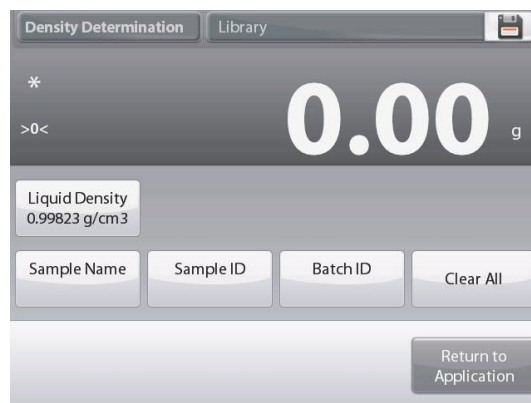 Density Determination Library
*
>0<
0.00 g
Liquid Density
0.99823 g/cm3
Sample Name Sample ID Batch ID Clear All
Return to
Application